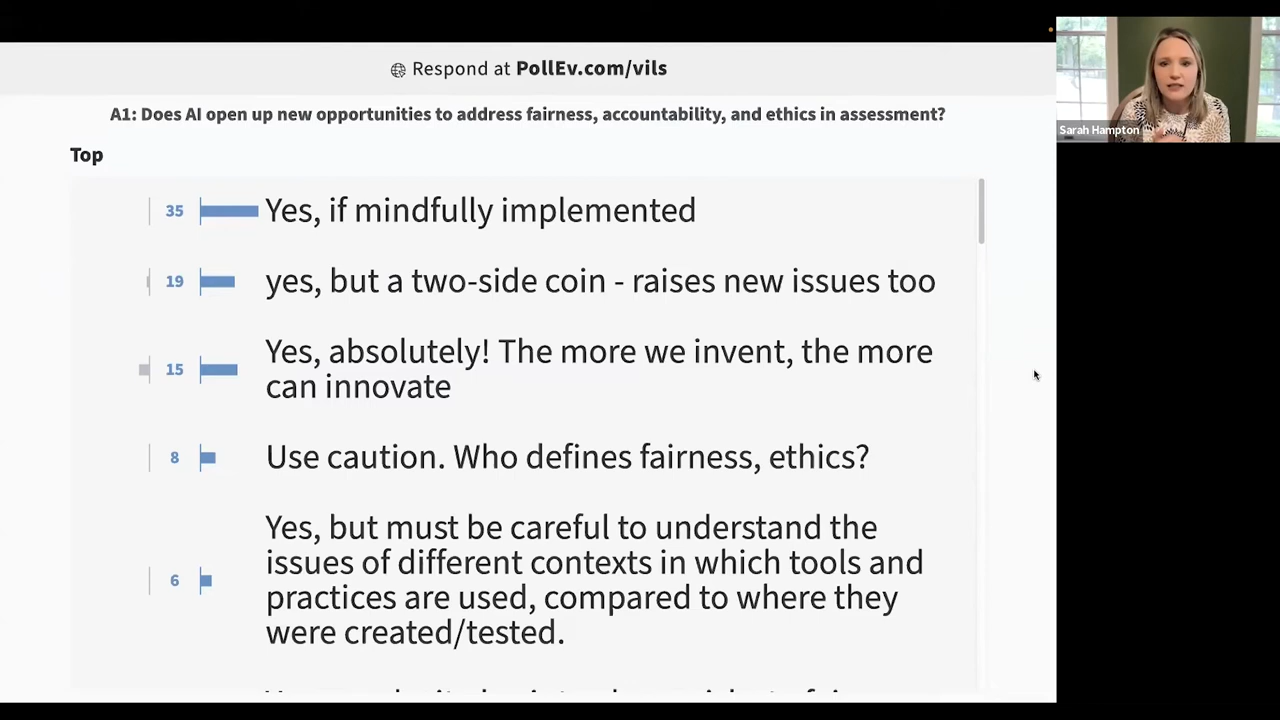 Respond at PollEv.com/vils
A1: Does AI open up new opportunities to address fairness, accountability, and ethics in assessment?
Top
35 Yes, if mindfully implemented
19 yes, but a two-side coin - raises new issues too
15 Yes, absolutely! The more we invent, the more
can innovate
8 Use caution. Who defines fairness, ethics?
Yes, but must be careful to understand the
issues of different contexts in which tools and
6 practices are used, compared to where they
were created/tested.
Sarah Hampton